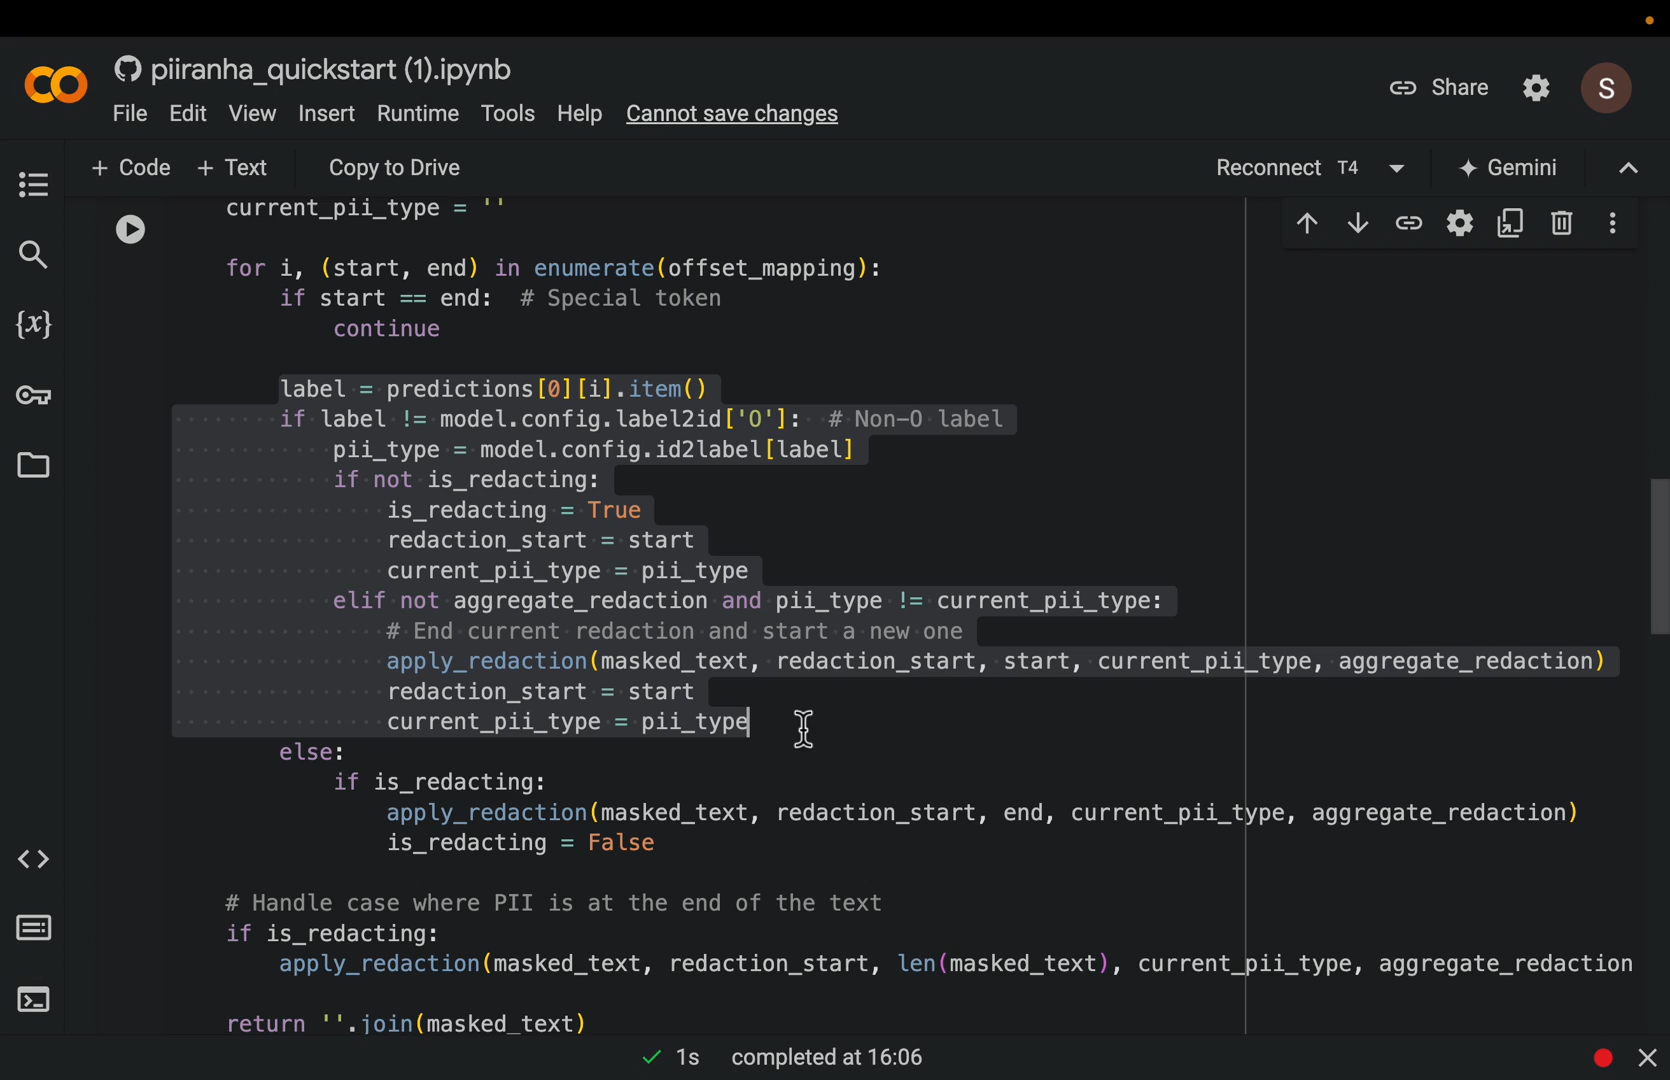 piiranha_quickstart (1).ipynb
File Edit View Insert Runtime Tools Help Cannot save changes
Share
S
+ Code + Text Copy to Drive
Reconnect T4
Gemini
current_pii_type = ''
for i, (start, end) in enumerate(offset_mapping):
if start == end:  # Special token
continue
label = predictions[0][i].item()
if label != model.config.label2id['O']:  # Non-O label
pii_type = model.config.id2label[label]
if not is_redacting:
is_redacting = True
redaction_start = start
current_pii_type = pii_type
elif not aggregate_redaction and pii_type != current_pii_type:
# End current redaction and start a new one
apply_redaction(masked_text, redaction_start, start, current_pii_type, aggregate_redaction)
redaction_start = start
current_pii_type = pii_type
else:
if is_redacting:
apply_redaction(masked_text, redaction_start, end, current_pii_type, aggregate_redaction)
is_redacting = False
# Handle case where PII is at the end of the text
if is_redacting:
apply_redaction(masked_text, redaction_start, len(masked_text), current_pii_type, aggregate_redaction
return ''.join(masked_text)
1s completed at 16:06